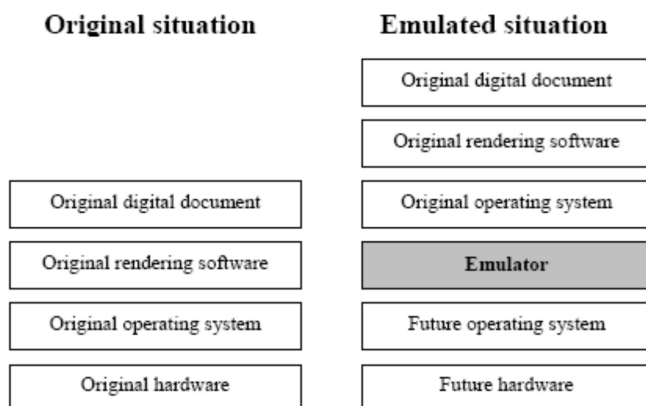 Original situation
Original digital document
Original rendering software
Original operating system
Original hardware
Emulated situation
Original digital document
Original rendering software
Original operating system
Emulator
Future operating system
Future hardware